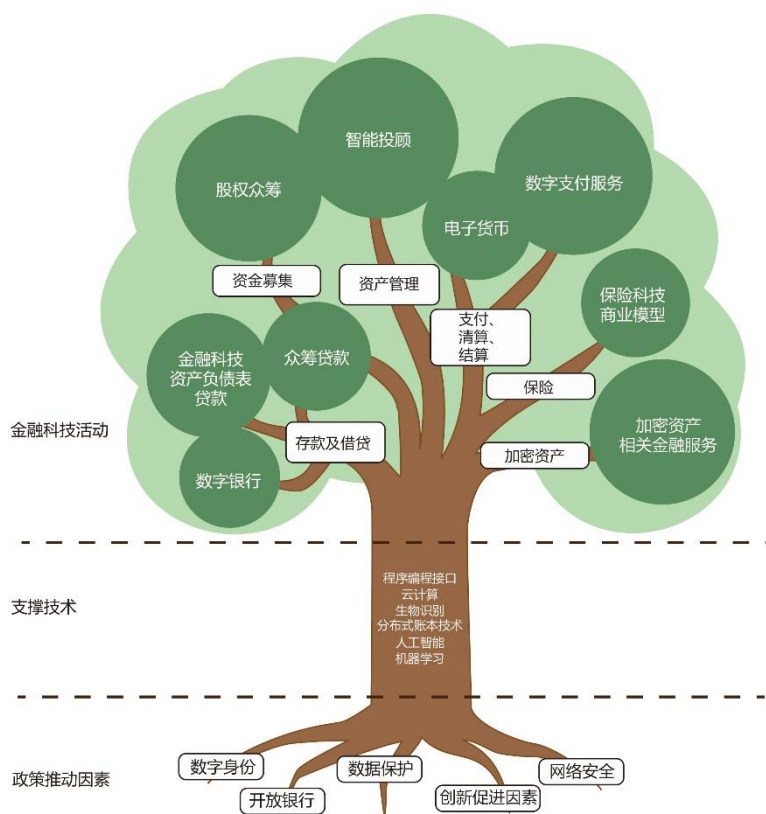 智能投顾
股权众筹
数字支付服务
电子货币
资金募集
资产管理
保险科技
商业模型
支付、
清算、
结算
金融科技
资产负债表
贷款
众筹贷款
保险
金融科技活动
存款及借贷
加密资产
相关金融服务
加密资产
数字银行
程序编程接口
云计算
生物识别
分布式账本技术
人工智能
机器学习
支撑技术
数字身份
数据保护
网络安全
政策推动因素
开放银行
创新促进因素